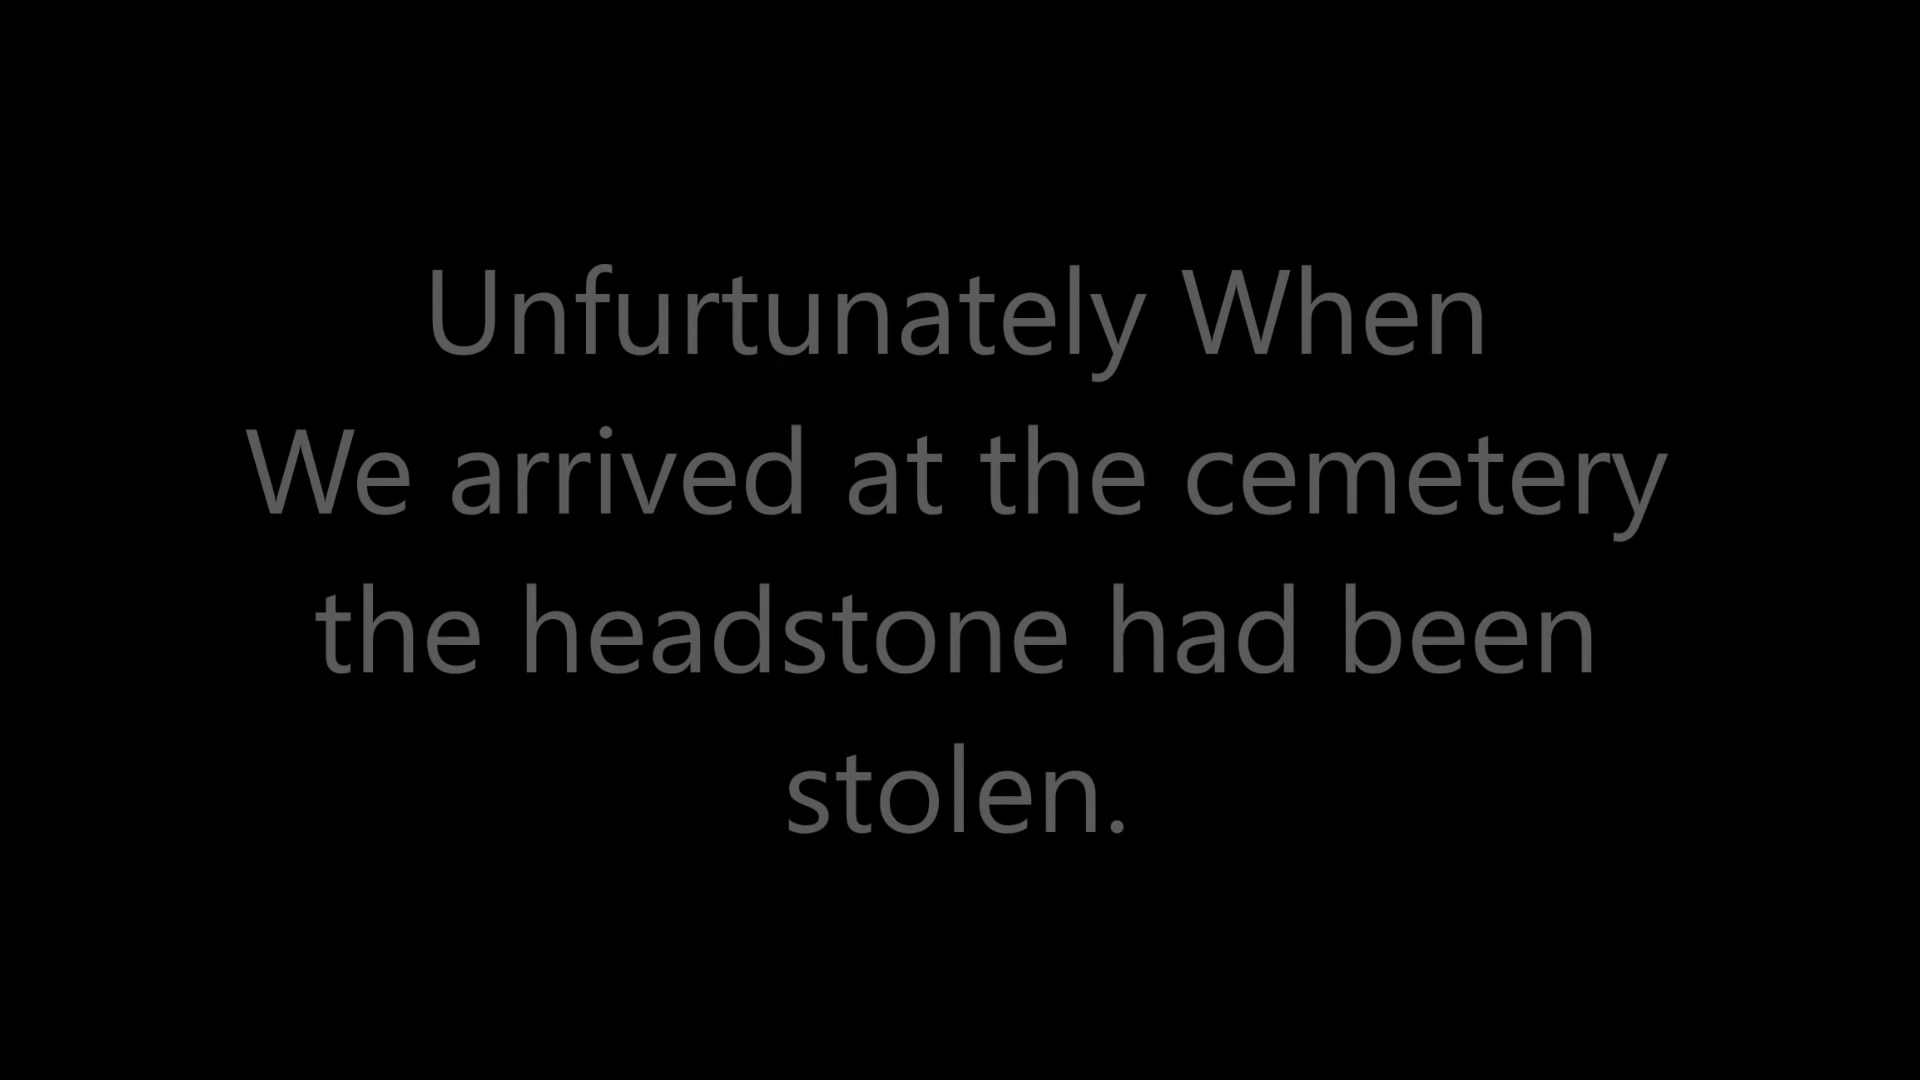 Unfurtunately When
We arrived at the cemetery
the headstone had been
stolen.